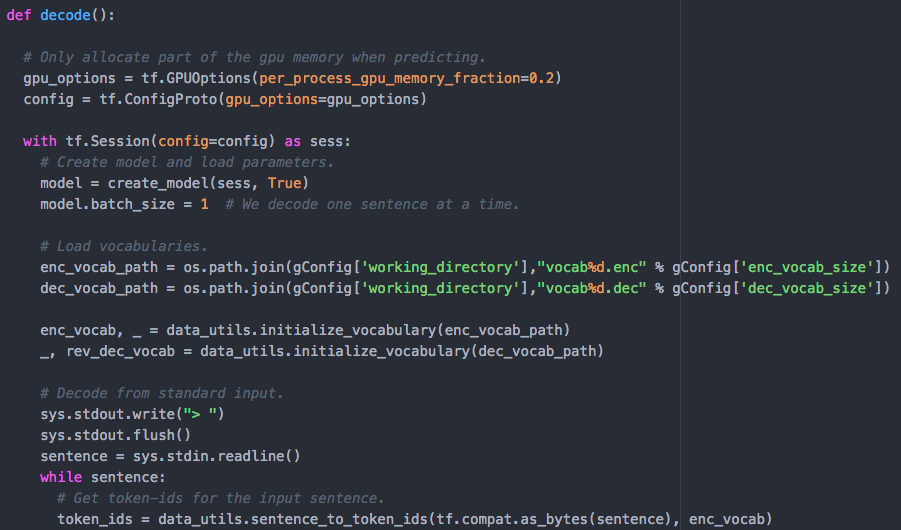 def decode():
# Only allocate part of the gpu memory when predicting.
gpu_options = tf.GPUOptions(per_process_gpu_memory_fraction=0.2)
config = tf.ConfigProto(gpu_options=gpu_options)
with tf.Session(config=config) as sess:
# Create model and load parameters.
model = create_model(sess, True)
model.batch_size = 1  # We decode one sentence at a time.
# Load vocabularies.
enc_vocab_path = os.path.join(gConfig['working_directory'],"vocab%d.enc" % gConfig['enc_vocab_size'])
dec_vocab_path = os.path.join(gConfig['working_directory'],"vocab%d.dec" % gConfig['dec_vocab_size'])
enc_vocab, _ = data_utils.initialize_vocabulary(enc_vocab_path)
_, rev_dec_vocab = data_utils.initialize_vocabulary(dec_vocab_path)
# Decode from standard input.
sys.stdout.write("> ")
sys.stdout.flush()
sentence = sys.stdin.readline()
while sentence:
# Get token-ids for the input sentence.
token_ids = data_utils.sentence_to_token_ids(tf.compat.as_bytes(sentence), enc_vocab)